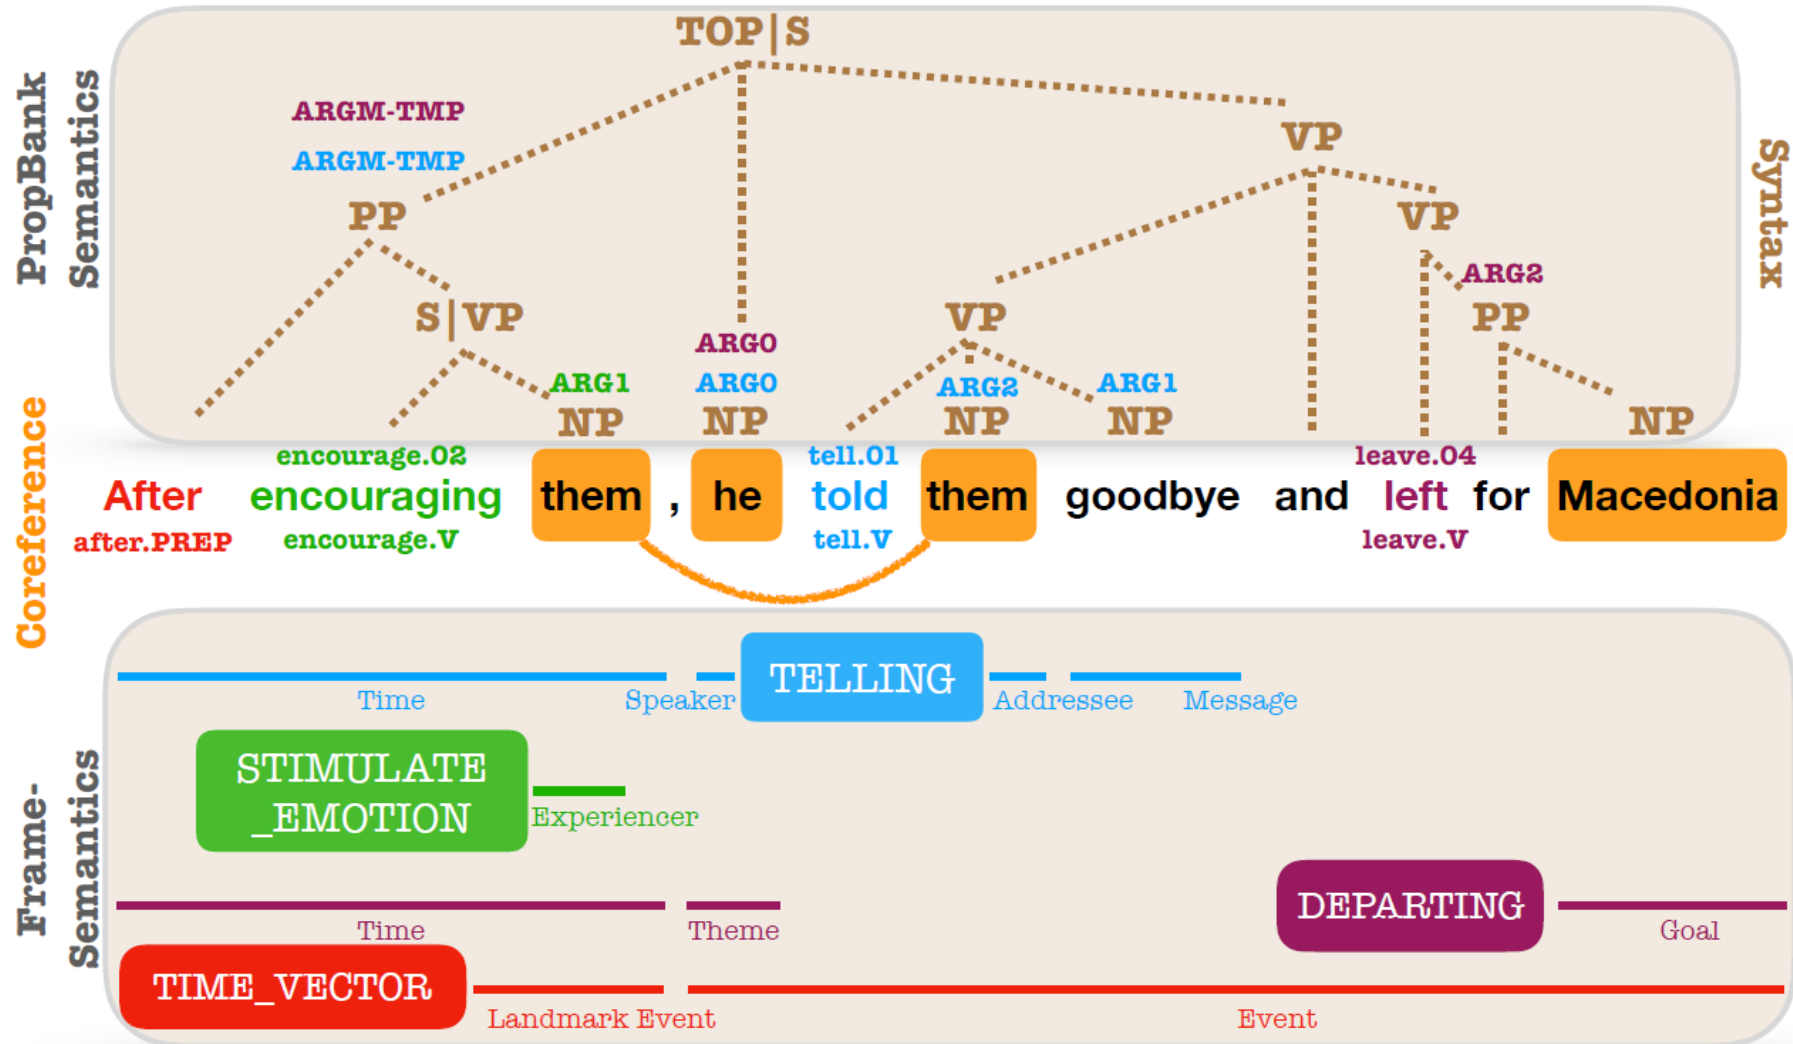 TOP|S
PropBank
Semantics
ARGM-TMP
ARGM-TMP
VP
Syntax
PP
VP
ARG2
S|VP
VP
PP
ARG0
ARG1
ARG0
ARG2
ARG1
NP
NP
NP
NP
NP
Coreference
encourage.02
tell.01
leave.04
After encouraging them , he told them goodbye and left for Macedonia
after.PREP
encourage.V
tell.V
leave.V
Frame-
Semantics
TELLING
Time
Speaker
Addressee
Message
STIMULATE
_EMOTION
Experiencer
DEPARTING
Time
Theme
Goal
TIME_VECTOR
Landmark Event
Event